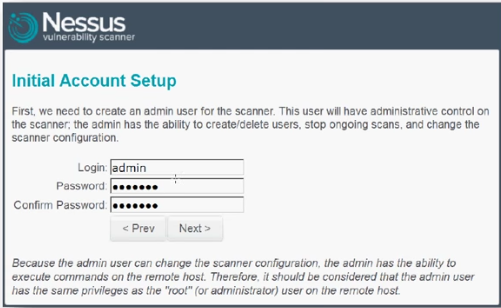 Nessus
vulnerability scanner
Initial Account Setup
First, we need to create an admin user for the scanner. This user will have administrative control on
the scanner; the admin has the ability to create/delete users, stop ongoing scans, and change the
scanner configuration.
Login: admin
Password: •••••••
Confirm Password: •••••••
< Prev Next >
Because the admin user can change the scanner configuration, the admin has the ability to
execute commands on the remote host. Therefore, it should be considered that the admin user
has the same privileges as the "root" (or administrator) user on the remote host.